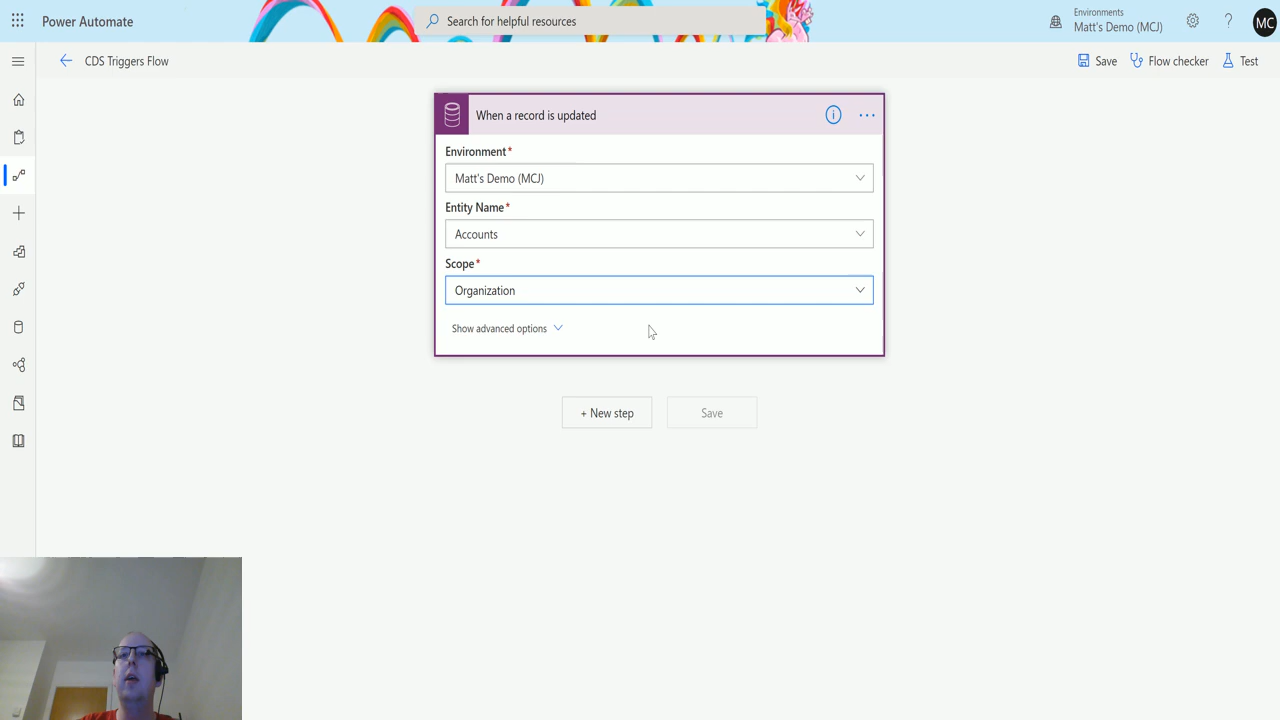 Power Automate
Search for helpful resources
Environments
Matt's Demo (MCJ)
MC
CDS Triggers Flow
Save
Flow checker
Test
When a record is updated
Environment*
Matt's Demo (MCJ)
Entity Name*
Accounts
Scope*
Organization
Show advanced options
+ New step
Save